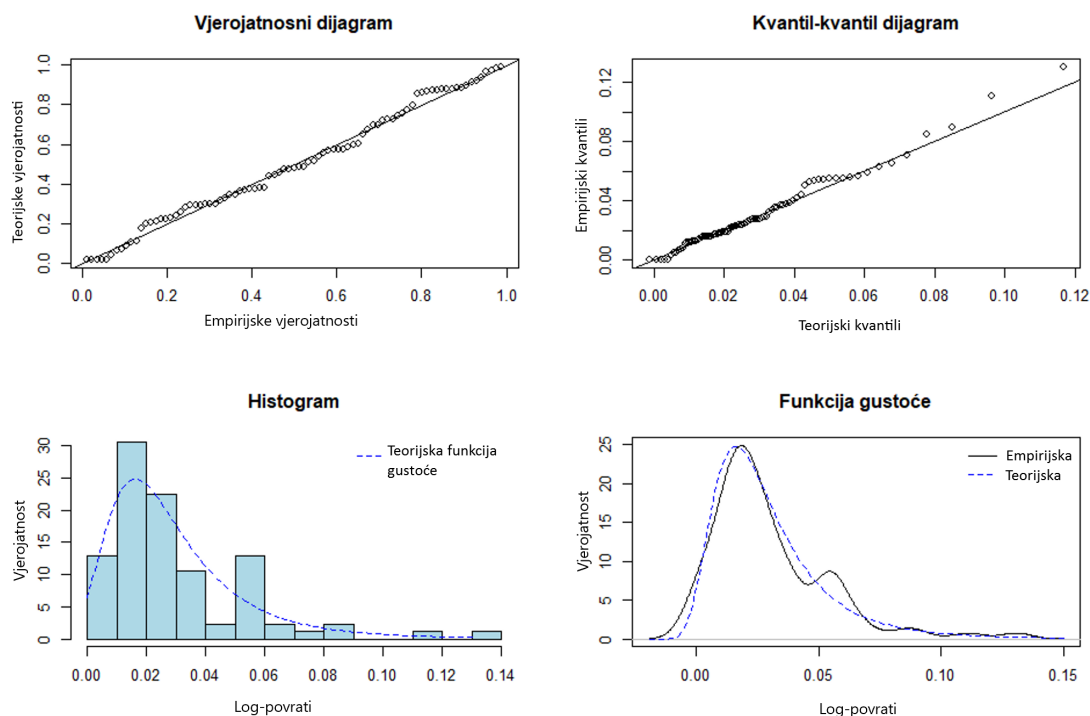 Vjerojatnosni dijagram
Teorijske vjerojatnosti
0.0 0.2 0.4 0.6 0.8 1.0
0.0 0.2 0.4 0.6 0.8 1.0
Empirijske vjerojatnosti
Kvantil-kvantil dijagram
Empirijski kvantili
0.00 0.04 0.08 0.12
0.00 0.02 0.04 0.06 0.08 0.10 0.12
Teorijski kvantili
Histogram
Vjerojatnost
0 5 10 15 20 25 30
Teorijska funkcija
gustoće
0.00 0.02 0.04 0.06 0.08 0.10 0.12 0.14
Log-povrati
Funkcija gustoće
Vjerojatnost
0 5 10 15 20 25
Empirijska
Teorijska
0.00 0.05 0.10 0.15
Log-povrati